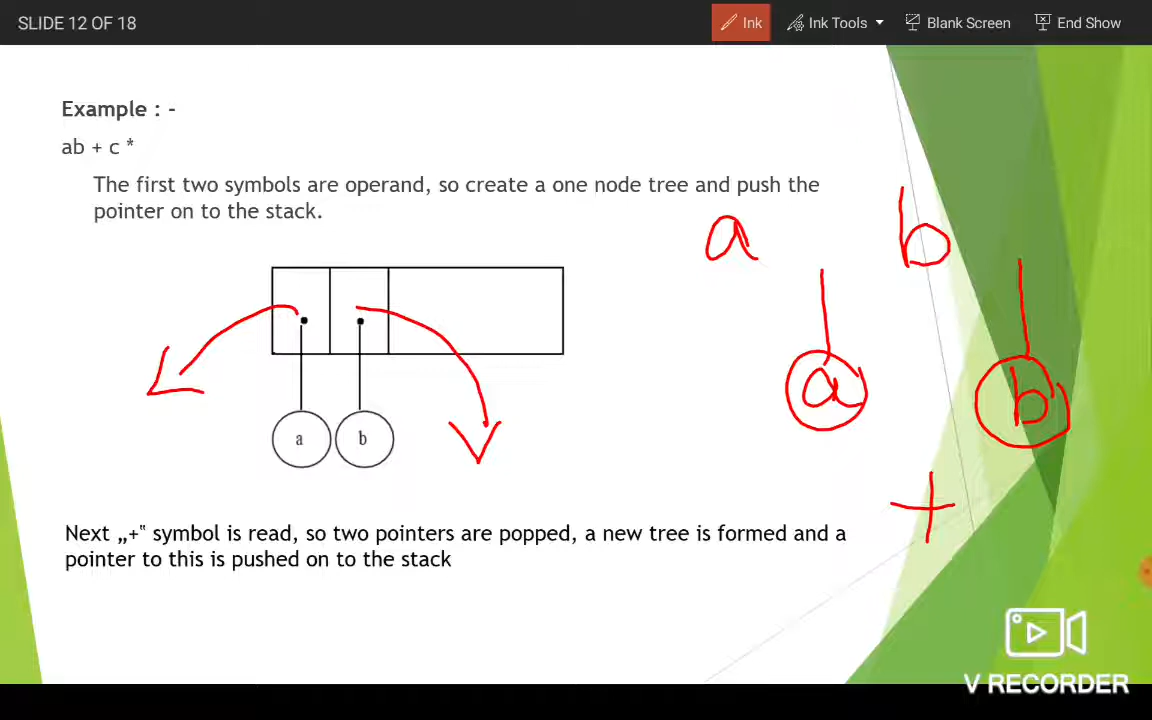 SLIDE 12 OF 18 Ink Ink Tools Blank Screen End Show
Example : -
ab + c *
The first two symbols are operand, so create a one node tree and push the
pointer on to the stack.
a b
a b
a b
+
Next „+‟ symbol is read, so two pointers are popped, a new tree is formed and a
pointer to this is pushed on to the stack
V RECORDER